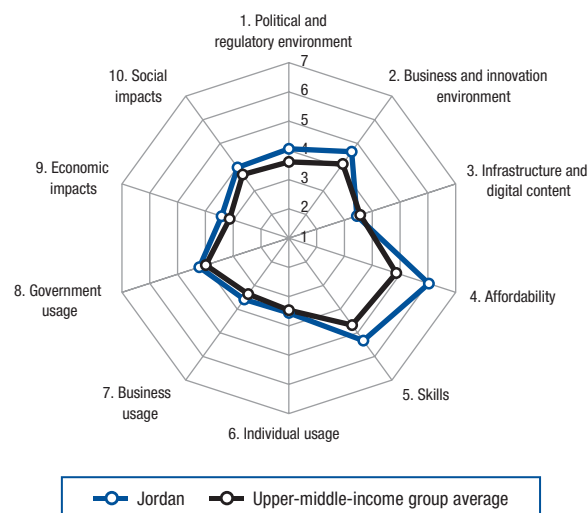 1. Political and
regulatory environment
2. Business and innovation
environment
3. Infrastructure and
digital content
4. Affordability
5. Skills
6. Individual usage
7. Business
usage
8. Government
usage
9. Economic
impacts
10. Social
impacts
7
6
5
4
3
2
1
Jordan
Upper-middle-income group average